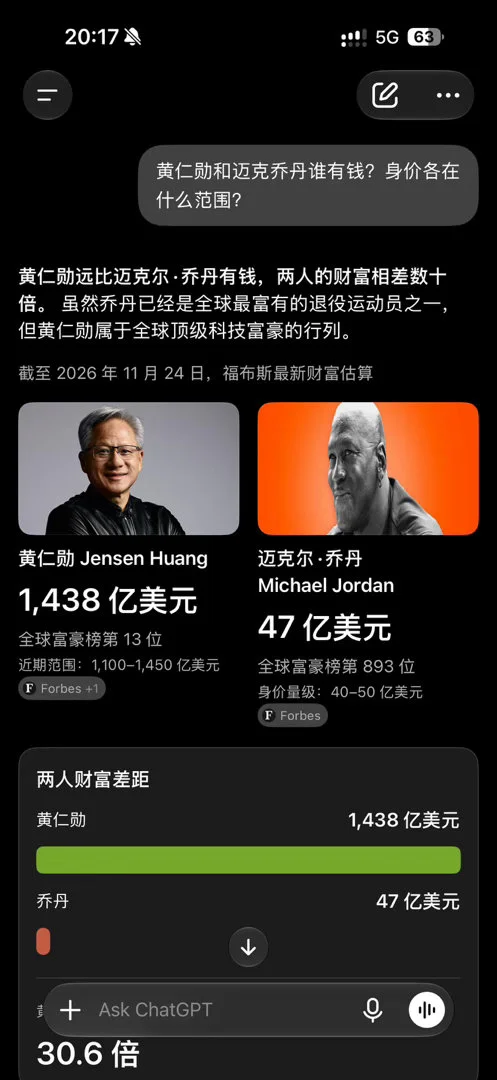 20:17
5G
63
黄仁勋和迈克乔丹谁有钱？身价各在
什么范围？
黄仁勋远比迈克尔·乔丹有钱，两人的财富相差数十
倍。虽然乔丹已经是全球最富有的退役运动员之一，
但黄仁勋属于全球顶级科技富豪的行列。
截至 2026 年 11 月 24 日，福布斯最新财富估算
黄仁勋 Jensen Huang
1,438 亿美元
全球富豪榜第 13 位
近期范围：1,100–1,450 亿美元
F Forbes +1
迈克尔·乔丹
Michael Jordan
47 亿美元
全球富豪榜第 893 位
身价量级：40–50 亿美元
F Forbes
两人财富差距
黄仁勋
1,438 亿美元
乔丹
47 亿美元
Ask ChatGPT
30.6 倍